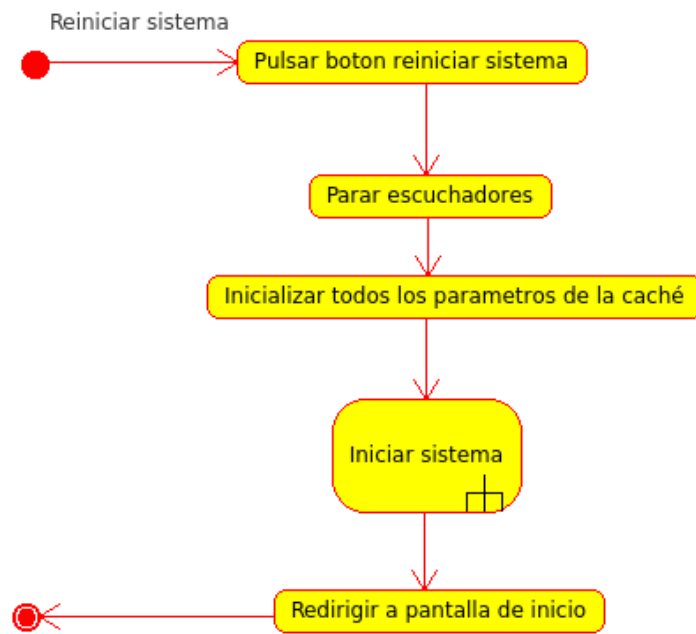 Reiniciar sistema
Pulsar boton reiniciar sistema
Parar escuchadores
Inicializar todos los parametros de la caché
Iniciar sistema
Redirigir a pantalla de inicio